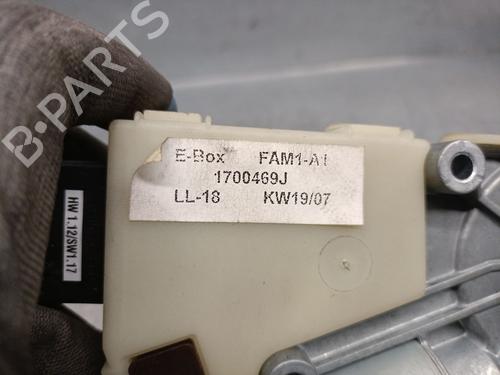 E-Box FAM1-A1
1700469J
LL-18 KW19/07
HW 1.12/SW1.17
B-PARTS